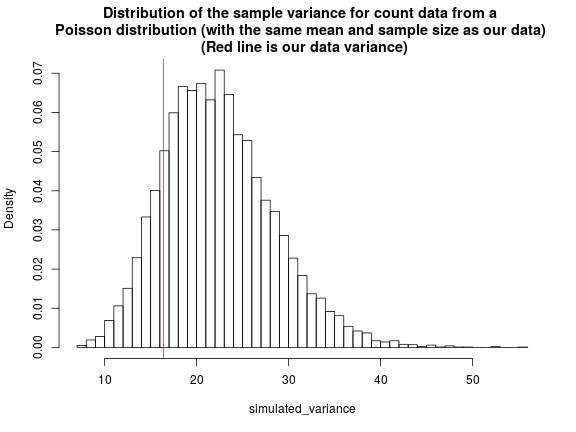 Distribution of the sample variance for count data from a
Poisson distribution (with the same mean and sample size as our data)
(Red line is our data variance)
0.07
0.06
0.05
0.04
0.03
0.02
0.01
0.00
Density
10 20 30 40 50
simulated_variance